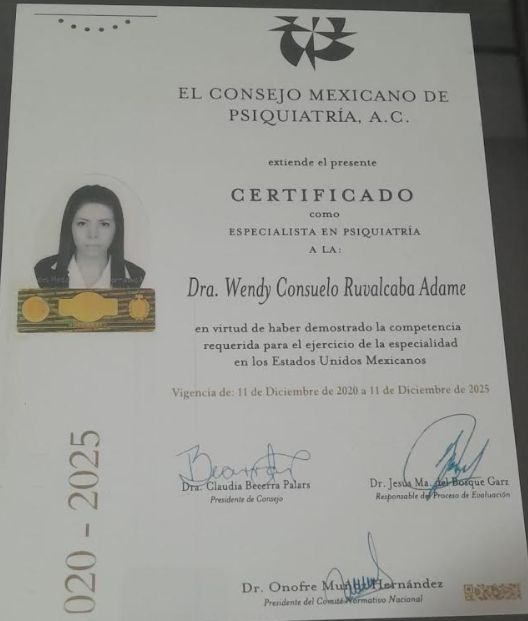 EL CONSEJO MEXICANO DE
PSIQUIATRÍA, A.C.
extiende el presente
CERTIFICADO
como
ESPECIALISTA EN PSIQUIATRÍA
A LA:
Dra. Wendy Consuelo Ruvalcaba Adame
en virtud de haber demostrado la competencia
requerida para el ejercicio de la especialidad
en los Estados Unidos Mexicanos
Vigencia de: 11 de Diciembre de 2020 a 11 de Diciembre de 2025
Dra. Claudia Becerra Palars
Presidente de Consejo
Dr. Jesús Ma. del Bosque Garz
Responsable del Proceso de Evaluación
Dr. Onofre Muñoz Hernández
Presidente del Comité Normativo Nacional
020 - 2025